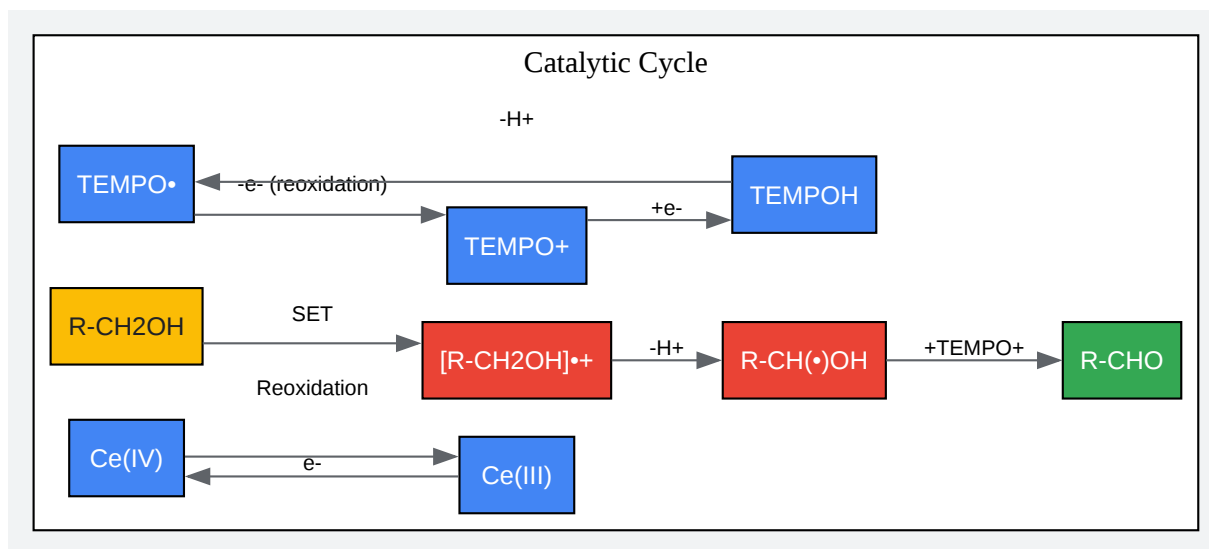 Catalytic Cycle
-H+
TEMPO•
-e- (reoxidation)
TEMPOH
TEMPO+
+e-
R-CH2OH
SET
[R-CH2OH]•+
-H+
R-CH(•)OH
+TEMPO+
R-CHO
Reoxidation
Ce(IV)
e-
Ce(III)